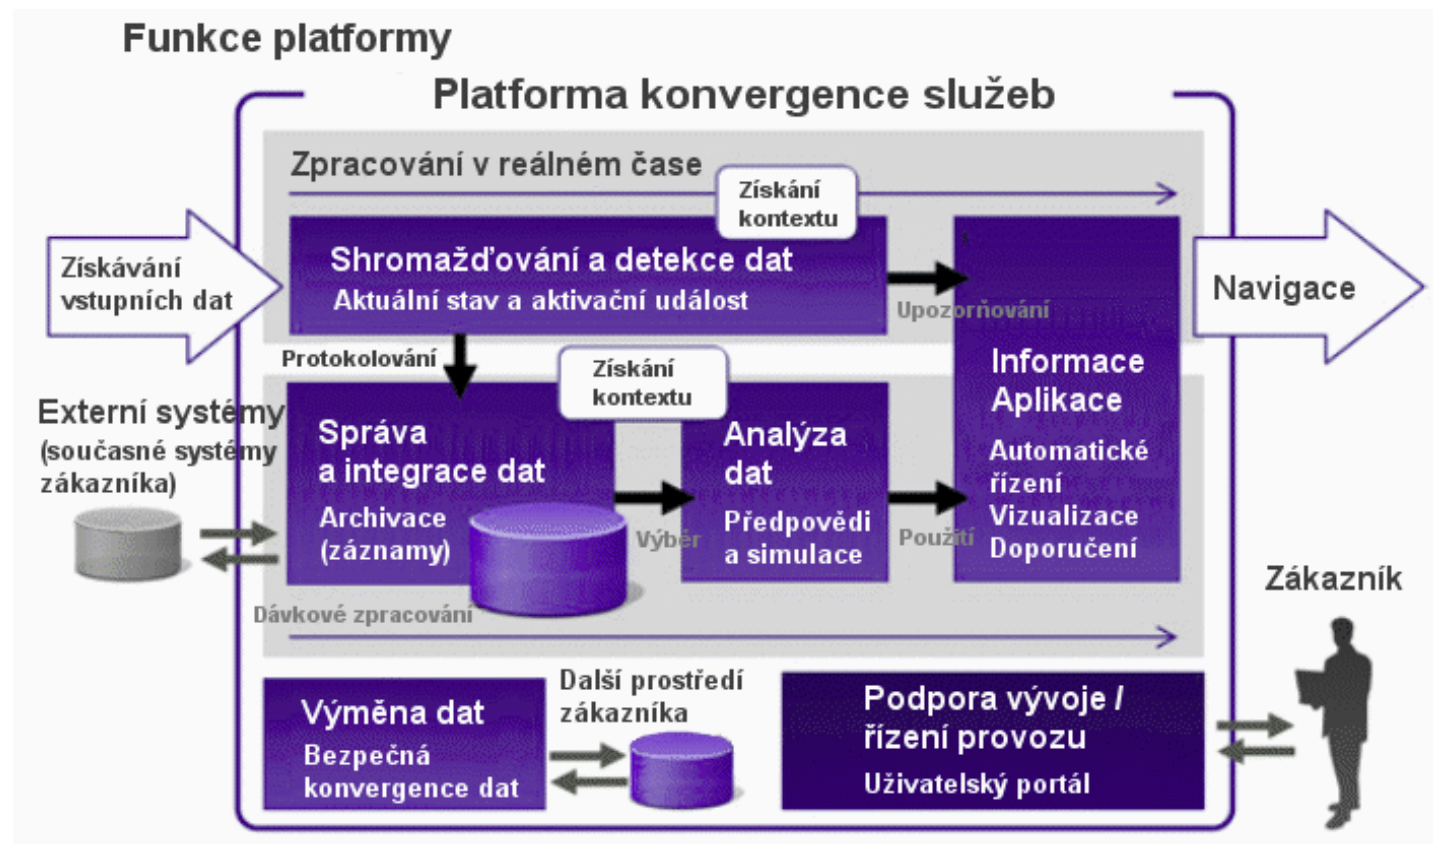 Funkce platformy
Platforma konvergence služeb
Zpracování v reálném čase
Získání
kontextu
Získávání
vstupních dat
Shromažďování a detekce dat
Aktuální stav a aktivační událost
Upozorňování
Navigace
Protokolování
Získání
kontextu
Externí systémy
(současné systémy
zákazníka)
Správa
a integrace dat
Archivace
(záznamy)
Výběr
Analýza
dat
Předpovědi
a simulace
Použití
Informace
Aplikace
Automatické
řízení
Vizualizace
Doporučení
Dávkové zpracování
Zákazník
Výměna dat
Bezpečná
konvergence dat
Další prostředí
zákazníka
Podpora vývoje /
řízení provozu
Uživatelský portál